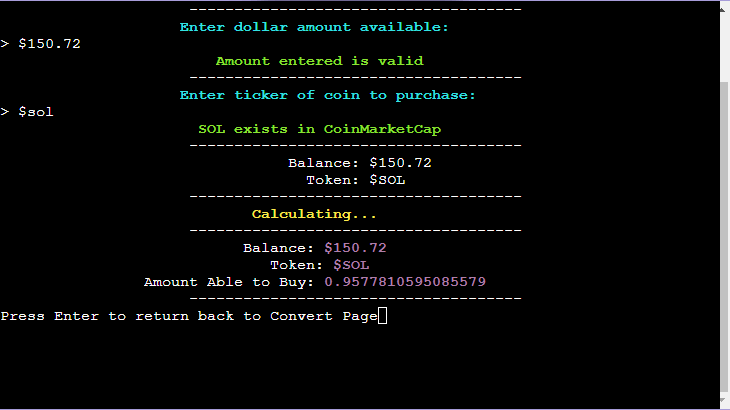 -------------------------------------
Enter dollar amount available:
> $150.72
Amount entered is valid
-------------------------------------
Enter ticker of coin to purchase:
> $sol
SOL exists in CoinMarketCap
-------------------------------------
Balance: $150.72
Token: $SOL
-------------------------------------
Calculating...
-------------------------------------
Balance: $150.72
Token: $SOL
Amount Able to Buy: 0.9577810595085579
-------------------------------------
Press Enter to return back to Convert Page